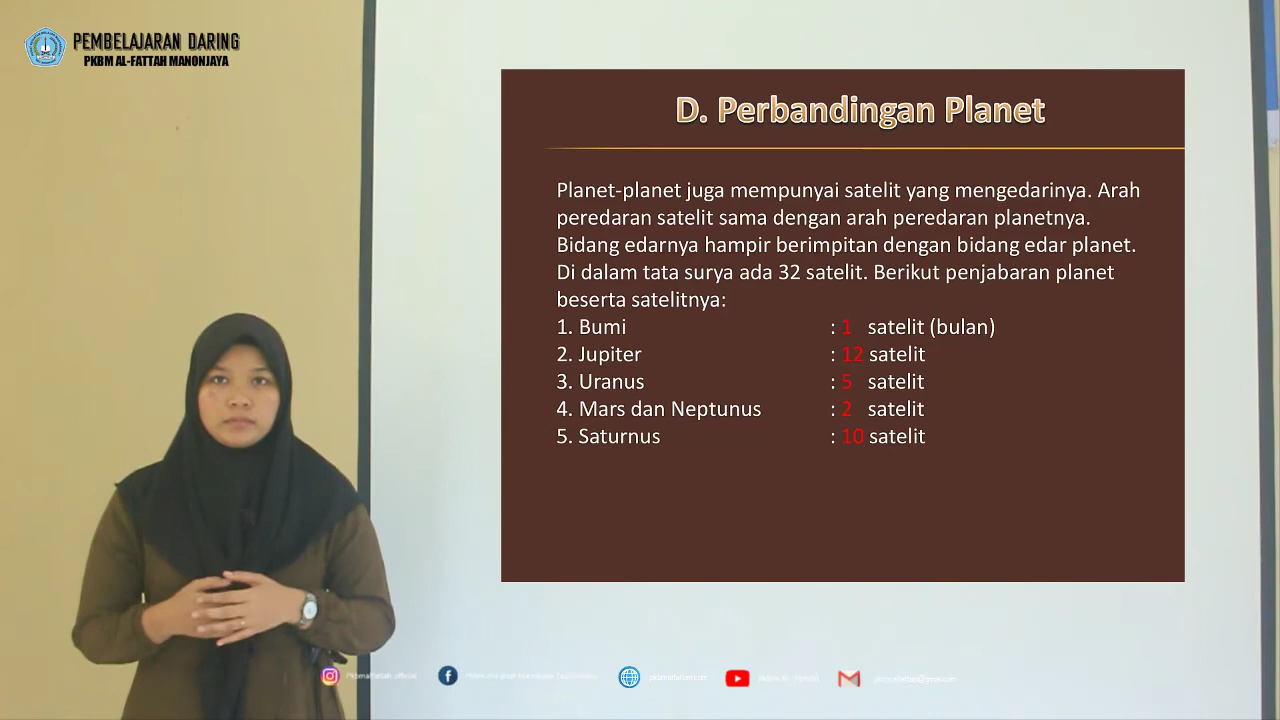 PEMBELAJARAN DARING
PKBM AL-FATTAH MANONJAYA
D. Perbandingan Planet
Planet-planet juga mempunyai satelit yang mengedarinya. Arah
peredaran satelit sama dengan arah peredaran planetnya.
Bidang edarnya hampir berimpitan dengan bidang edar planet.
Di dalam tata surya ada 32 satelit. Berikut penjabaran planet
beserta satelitnya:
1. Bumi : 1 satelit (bulan)
2. Jupiter : 12 satelit
3. Uranus : 5 satelit
4. Mars dan Neptunus : 2 satelit
5. Saturnus : 10 satelit